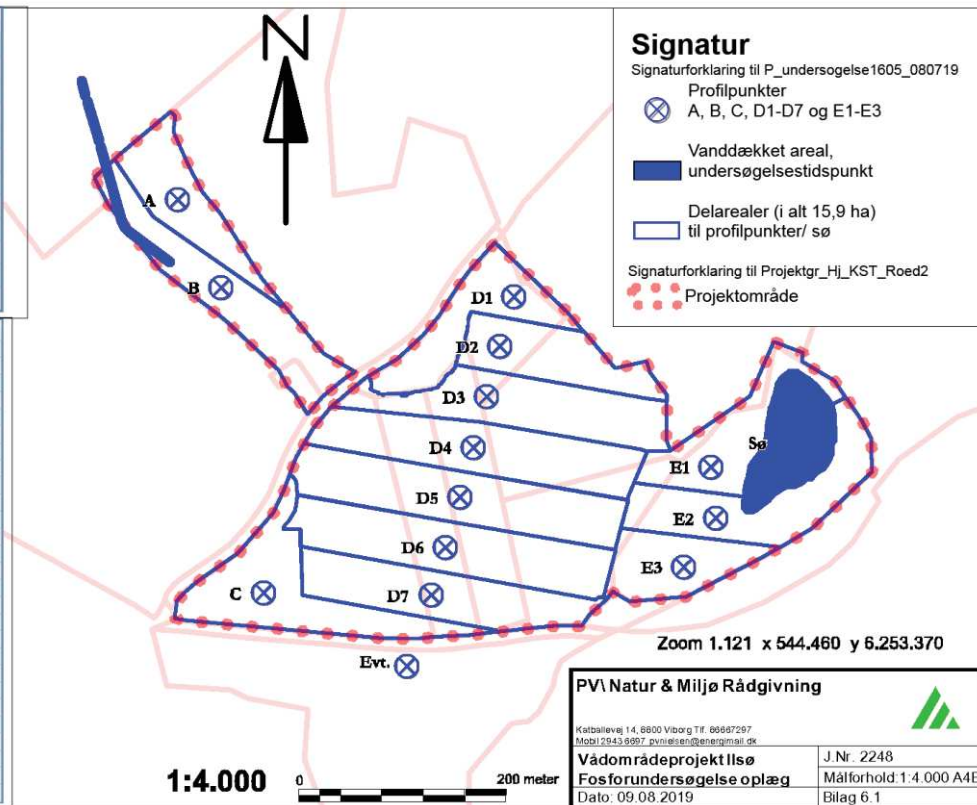 N
Signatur
Signaturforklaring til P_undersogelse1605_080719
Profilpunkter
A, B, C, D1-D7 og E1-E3
Vanddækket areal,
undersøgelsestidspunkt
Delarealer (i alt 15,9 ha)
til profilpunkter/ sø
Signaturforklaring til Projektgr_Hj_KST_Roed2
Projektområde
A
B
D1
D2
D3
D4
D5
D6
D7
C
E1
E2
E3
Sø
Evt.
Zoom 1.121 x 544.460 y 6.253.370
1:4.000
0
200 meter
PV\ Natur & Miljø Rådgivning
Katballevej 14, 8800 Viborg Tlf. 86667297
Mobil 2943 6697 pvnielsen@energimail.dk
Vådområdeprojekt Ilsø
J.Nr. 2248
Fosforundersøgelse oplæg
Målforhold:1:4.000 A4E
Dato: 09.08.2019
Bilag 6.1